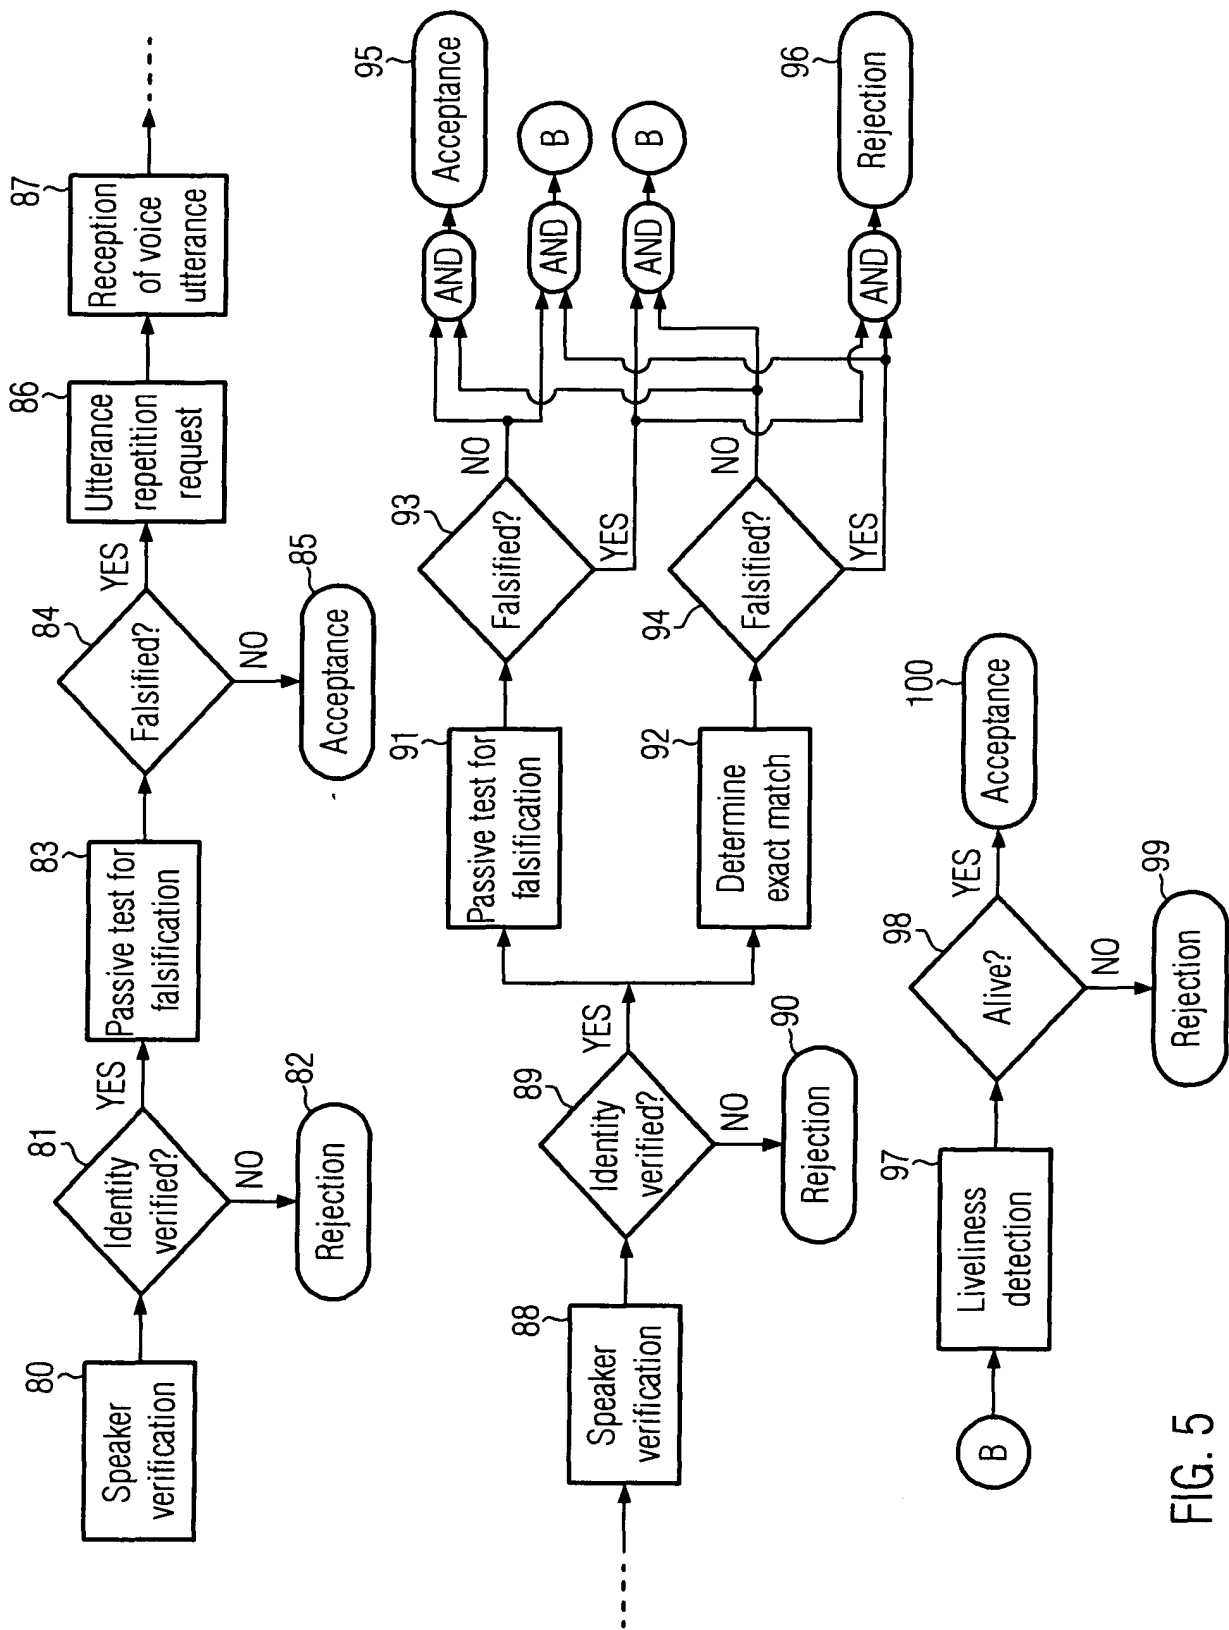 80
Speaker
verification
81
Identity
verified?
YES
NO
82
Rejection
83
Passive test for
falsification
84
Falsified?
YES
NO
85
Acceptance
86
Utterance
repetition
request
87
Reception
of voice
utterance
88
Speaker
verification
89
Identity
verified?
YES
NO
90
Rejection
91
Passive test for
falsification
92
Determine
exact match
93
Falsified?
NO
YES
94
Falsified?
NO
YES
AND
95
Acceptance
AND
B
AND
B
AND
96
Rejection
B
97
Liveliness
detection
98
Alive?
YES
NO
99
Rejection
100
Acceptance
FIG. 5